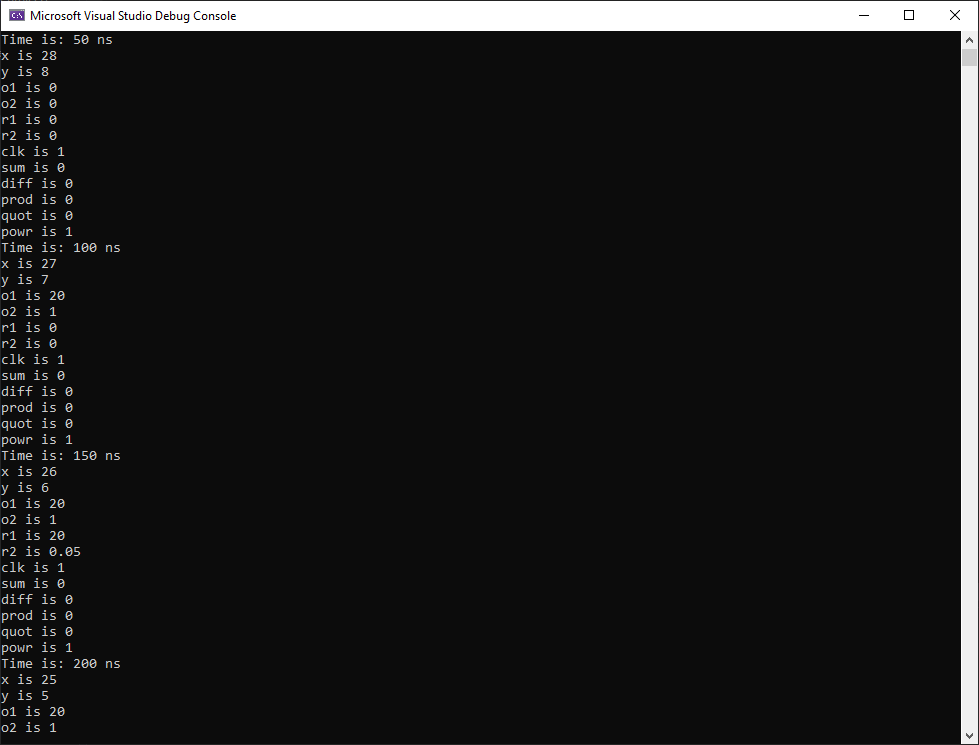 Microsoft Visual Studio Debug Console
Time is: 50 ns
x is 28
y is 8
o1 is 0
o2 is 0
r1 is 0
r2 is 0
clk is 1
sum is 0
diff is 0
prod is 0
quot is 0
powr is 1
Time is: 100 ns
x is 27
y is 7
o1 is 20
o2 is 1
r1 is 0
r2 is 0
clk is 1
sum is 0
diff is 0
prod is 0
quot is 0
powr is 1
Time is: 150 ns
x is 26
y is 6
o1 is 20
o2 is 1
r1 is 20
r2 is 0.05
clk is 1
sum is 0
diff is 0
prod is 0
quot is 0
powr is 1
Time is: 200 ns
x is 25
y is 5
o1 is 20
o2 is 1